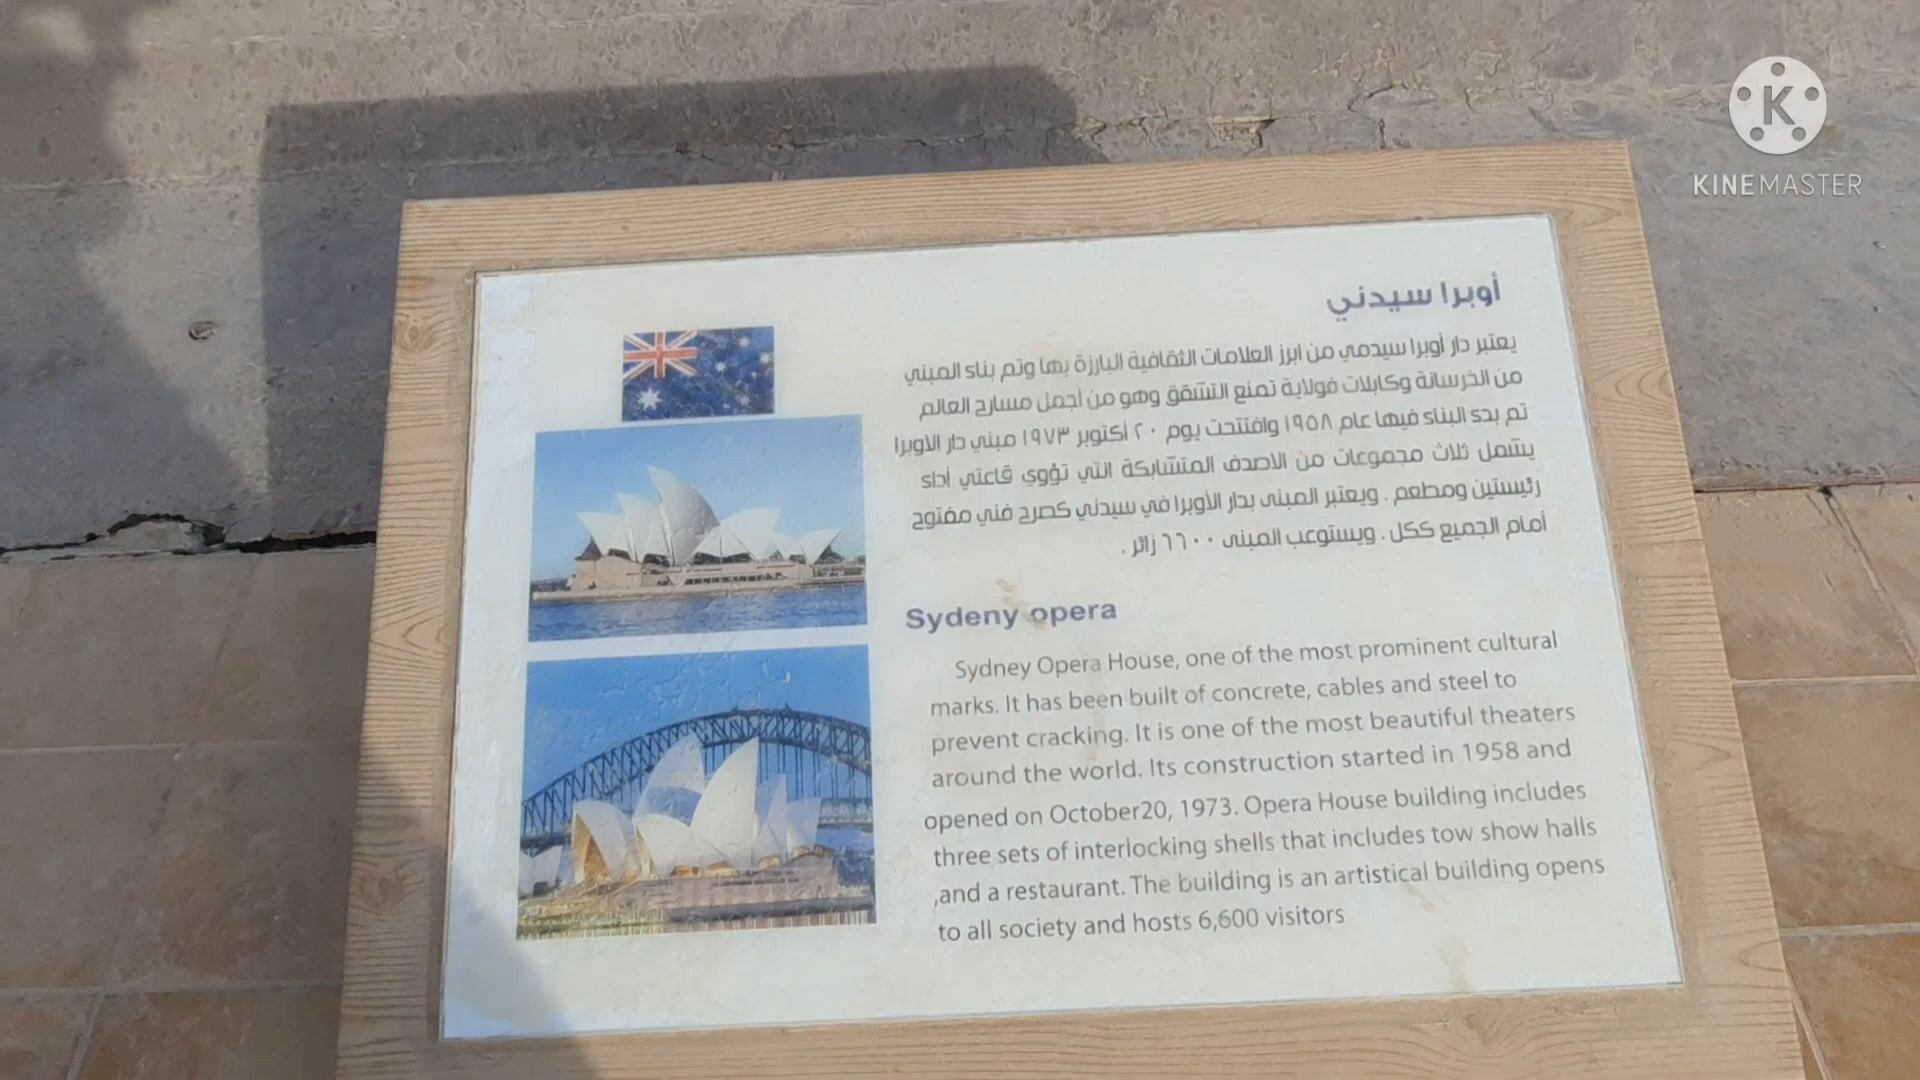 أوبرا سيدني
يعتبر دار أوبرا سيدمي من ابرز العلامات الثقافية البارزة بها وتم بناء المبني
من الخرسانة وكابلات فولاية تمنع التشقق وهو من أجمل مسارح العالم
تم بدء البناء فيها عام ١٩٥٨ وافتتحت يوم ٢٠ أكتوبر ١٩٧٣ مبني دار الاوبرا
يشمل ثلاث مجموعات من الاصدف المتشابكة التي تؤوي قاعتي أداء
رئيستين ومطعم . ويعتبر المبنى بدار الأوبرا في سيدني كصرح فني مفتوح
أمام الجميع ككل . ويستوعب المبنى ٦٦٠٠ زائر .
Sydeny opera
Sydney Opera House, one of the most prominent cultural
marks. It has been built of concrete, cables and steel to
prevent cracking. It is one of the most beautiful theaters
around the world. Its construction started in 1958 and
opened on October20, 1973. Opera House building includes
three sets of interlocking shells that includes tow show halls
,and a restaurant. The building is an artistical building opens
to all society and hosts 6,600 visitors
K
KINEMASTER